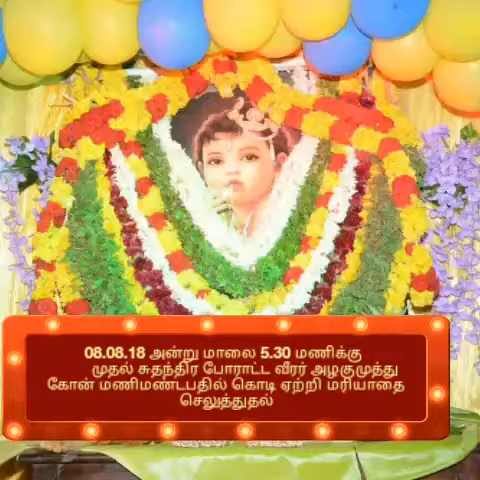 08.08.18 அன்று மாலை 5.30 மணிக்கு
முதல் சுதந்திர போராட்ட வீரர் அழகுமுத்து
கோன் மணிமண்டபதில் கொடி ஏற்றி மரியாதை
செலுத்துதல்